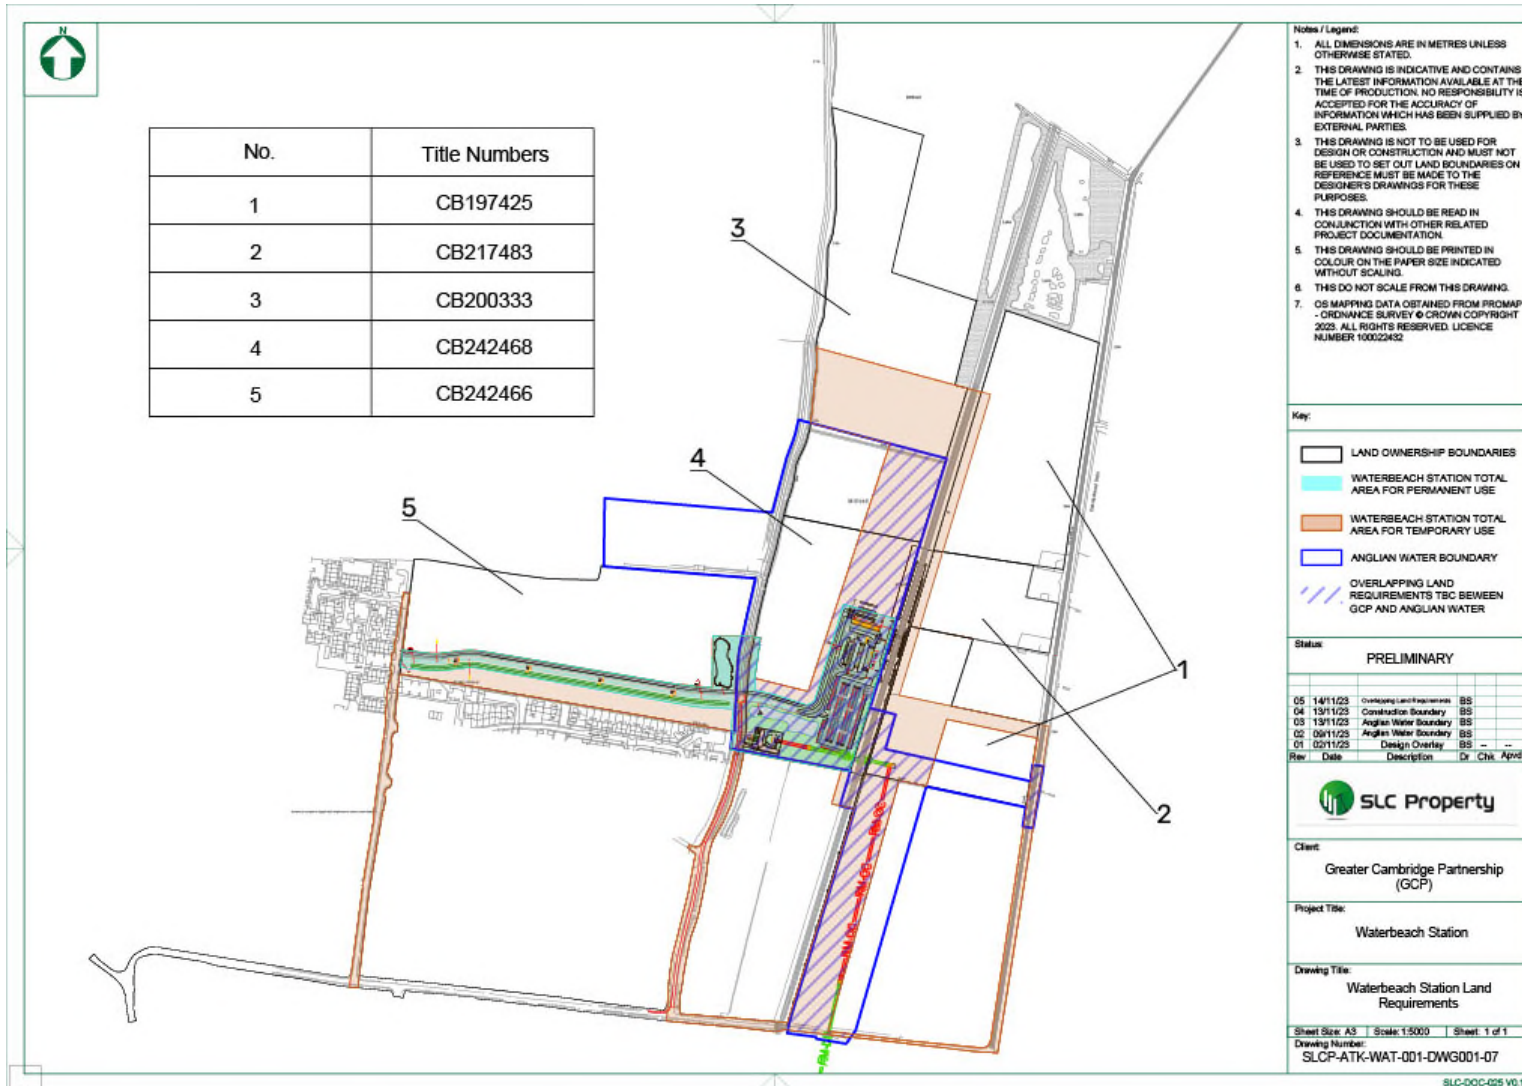 N
No. Title Numbers
1 CB197425
2 CB217483
3 CB200333
4 CB242468
5 CB242466
3
4
5
1
2
RM-OC
RM-OC
RM-OC
Notes / Legend:
1. ALL DIMENSIONS ARE IN METRES UNLESS
OTHERWISE STATED.
2. THIS DRAWING IS INDICATIVE AND CONTAINS
THE LATEST INFORMATION AVAILABLE AT THE
TIME OF PRODUCTION. NO RESPONSIBILITY IS
ACCEPTED FOR THE ACCURACY OF
INFORMATION WHICH HAS BEEN SUPPLIED BY
EXTERNAL PARTIES.
3. THIS DRAWING IS NOT TO BE USED FOR
DESIGN OR CONSTRUCTION AND MUST NOT
BE USED TO SET OUT LAND BOUNDARIES ON
REFERENCE MUST BE MADE TO THE
DESIGNER'S DRAWINGS FOR THESE
PURPOSES.
4. THIS DRAWING SHOULD BE READ IN
CONJUNCTION WITH OTHER RELATED
PROJECT DOCUMENTATION.
5. THIS DRAWING SHOULD BE PRINTED IN
COLOUR ON THE PAPER SIZE INDICATED
WITHOUT SCALING.
6. THIS DO NOT SCALE FROM THIS DRAWING.
7. OS MAPPING DATA OBTAINED FROM PROMAP
- ORDNANCE SURVEY © CROWN COPYRIGHT
2023. ALL RIGHTS RESERVED. LICENCE
NUMBER 100022432
Key:
LAND OWNERSHIP BOUNDARIES
WATERBEACH STATION TOTAL
AREA FOR PERMANENT USE
WATERBEACH STATION TOTAL
AREA FOR TEMPORARY USE
ANGLIAN WATER BOUNDARY
OVERLAPPING LAND
REQUIREMENTS TBC BEWEEN
GCP AND ANGLIAN WATER
Status:
PRELIMINARY
05 14/11/23 Overlapping Land Requirements BS
04 13/11/23 Construction Boundary BS
03 13/11/23 Anglian Water Boundary BS
02 09/11/23 Anglian Water Boundary BS
01 02/11/23 Design Overlay BS -- --
Rev Date Description Dr Chk Apvd
SLC Property
Client:
Greater Cambridge Partnership
(GCP)
Project Title:
Waterbeach Station
Drawing Title:
Waterbeach Station Land
Requirements
Sheet Size: A3 Scale: 1:5000 Sheet: 1 of 1
Drawing Number:
SLCP-ATK-WAT-001-DWG001-07
SLC-DOC-025 V0.1